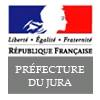 Liberté • Égalité • Fraternité
RÉPUBLIQUE FRANÇAISE
PRÉFECTURE
DU JURA